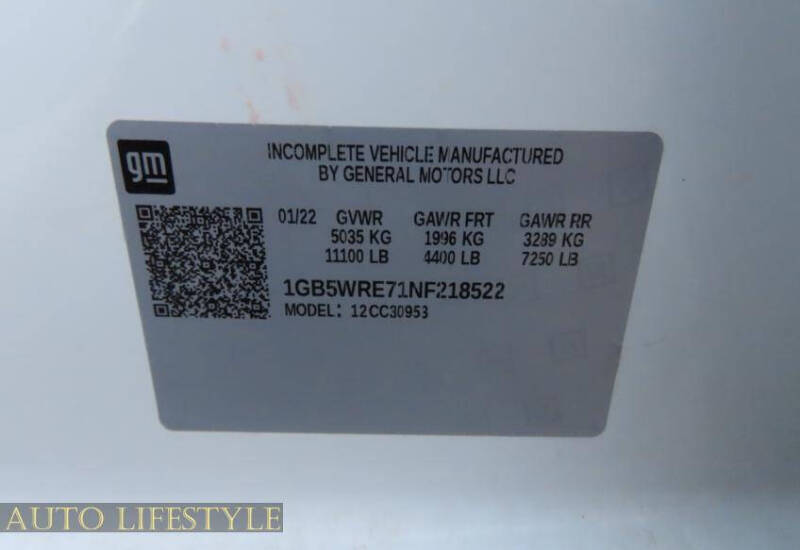 gm
INCOMPLETE VEHICLE MANUFACTURED
BY GENERAL MOTORS LLC
01/22 GVWR GAWR FRT GAWR RR
5035 KG 1996 KG 3289 KG
11100 LB 4400 LB 7250 LB
1GB5WRE71NF218522
MODEL: 12CC30953
AUTO LIFESTYLE